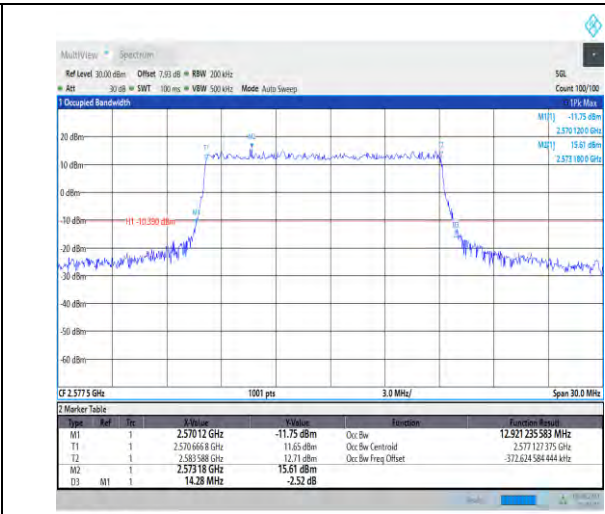 MultiView Spectrum
Ref Level 30.00 dBm Offset 7.93 dB RBW 200 kHz SGL
Att 30 dB SWT 100 ms VBW 500 kHz Mode Auto Sweep Count 100/100
1 Occupied Bandwidth 1Pk Max
M1[1] -11.75 dBm
2.570 120 0 GHz
M2[1] 15.61 dBm
2.573 180 0 GHz
20 dBm
10 dBm
0 dBm
-10 dBm
H1 -10.390 dBm
-20 dBm
-30 dBm
-40 dBm
-50 dBm
-60 dBm
CF 2.577 5 GHz 1001 pts 3.0 MHz/ Span 30.0 MHz
2 Marker Table
Type Ref Trc X-Value Y-Value Function Function Result
M1 1 2.570 12 GHz -11.75 dBm Occ Bw 12.921 235 583 MHz
T1 1 2.570 666 8 GHz 11.65 dBm Occ Bw Centroid 2.577 127 375 GHz
T2 1 2.583 588 GHz 12.71 dBm Occ Bw Freq Offset -372.624 584 444 kHz
M2 1 2.573 18 GHz 15.61 dBm
D3 M1 1 14.28 MHz -2.52 dB